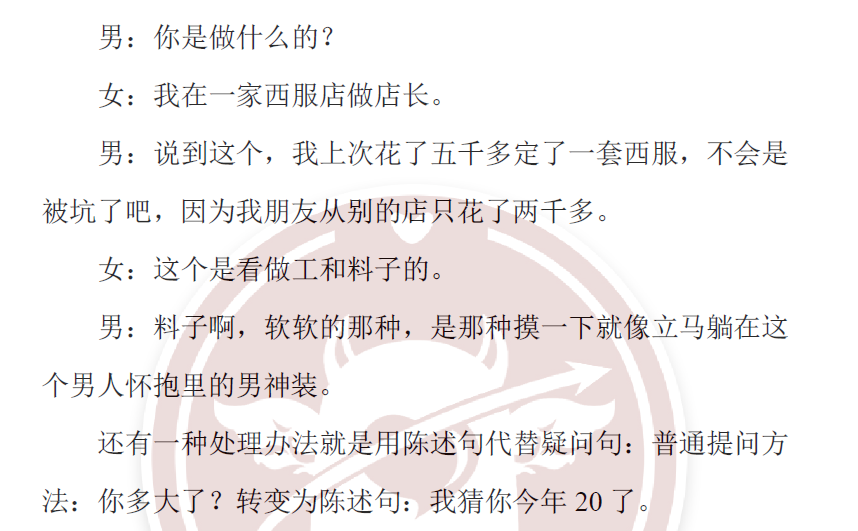 男：你是做什么的？
女：我在一家西服店做店长。
男：说到这个，我上次花了五千多定了一套西服，不会是
被坑了吧，因为我朋友从别的店只花了两千多。
女：这个是看做工和料子的。
男：料子啊，软软的那种，是那种摸一下就像立马躺在这
个男人怀抱里的男神装。
还有一种处理办法就是用陈述句代替疑问句：普通提问方
法：你多大了？转变为陈述句：我猜你今年 20 了。